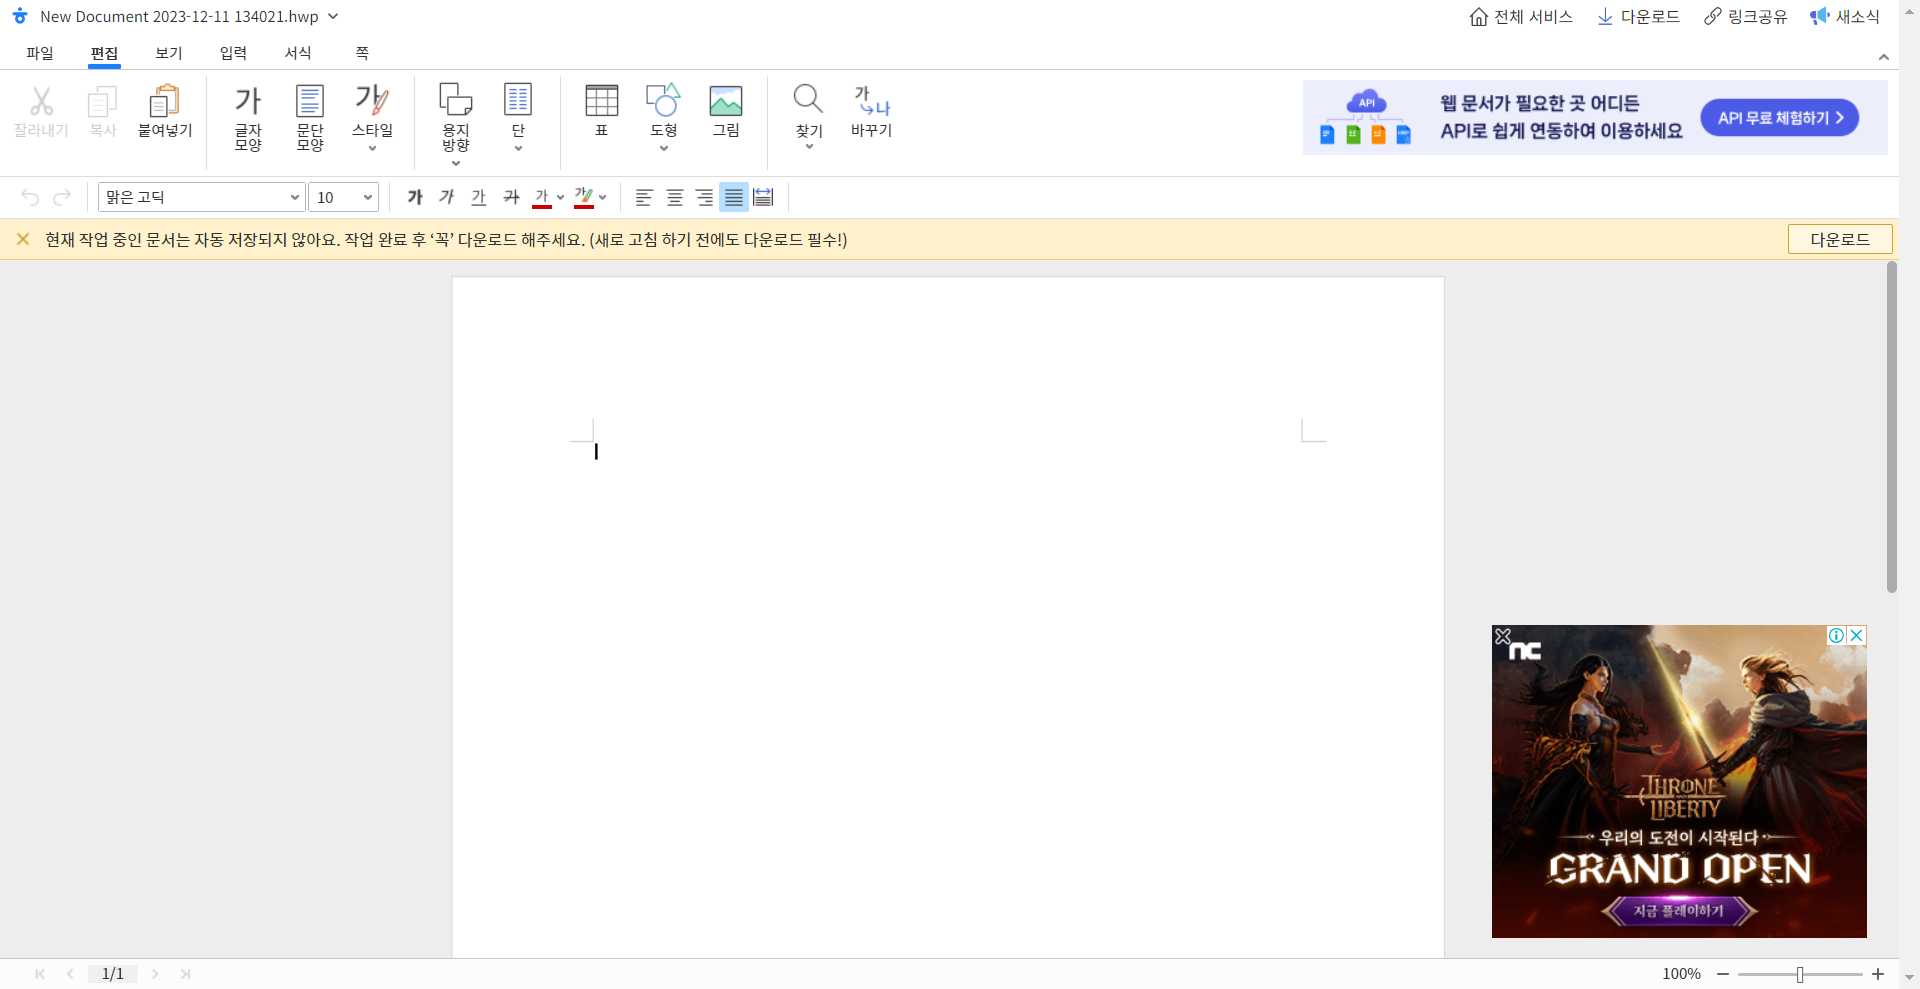 New Document 2023-12-11 134021.hwp
전체 서비스
다운로드
링크공유
새소식
파일
편집
보기
입력
서식
쪽
잘라내기
복사
붙여넣기
가
글자
모양
문단
모양
가
스타일
용지
방향
단
표
도형
그림
찾기
가
나
바꾸기
API
웹 문서가 필요한 곳 어디든
API로 쉽게 연동하여 이용하세요
API 무료 체험하기
맑은 고딕
10
가
가
가
가
가
가
현재 작업 중인 문서는 자동 저장되지 않아요. 작업 완료 후 ‘꼭’ 다운로드 해주세요. (새로 고침 하기 전에도 다운로드 필수!)
다운로드
nc
THRONE
AND
LIBERTY
우리의 도전이 시작된다
GRAND OPEN
지금 플레이하기
1/1
100%